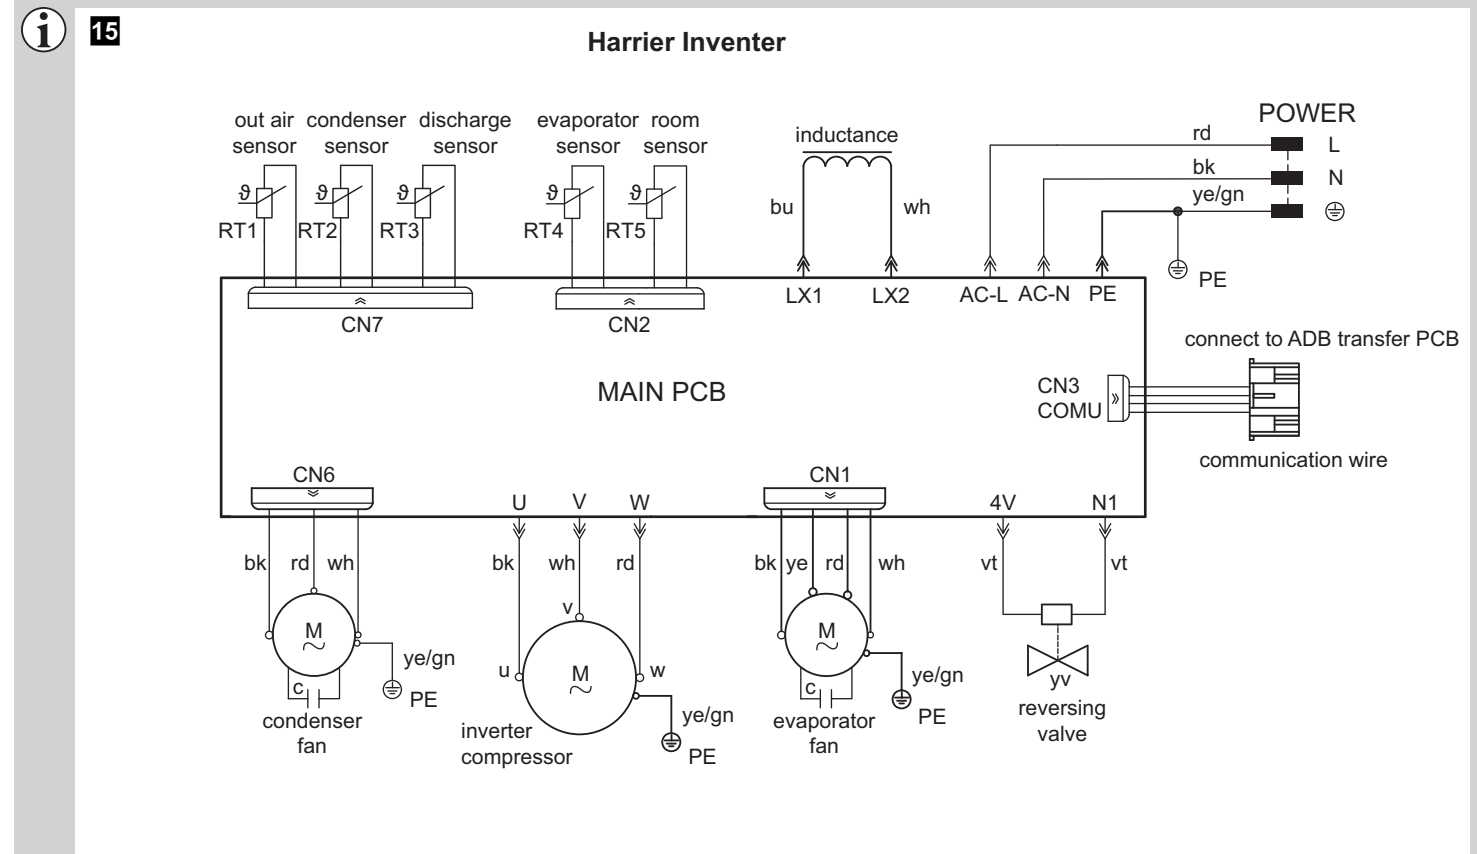 i
15
Harrier Inventer
out air sensor
condenser sensor
discharge sensor
evaporator sensor
room sensor
inductance
POWER
rd
L
bk
N
ye/gn
PE
ϑ
RT1
ϑ
RT2
ϑ
RT3
ϑ
RT4
ϑ
RT5
bu
wh
LX1
LX2
AC-L
AC-N
PE
CN7
CN2
connect to ADB transfer PCB
MAIN PCB
CN3
COMU
communication wire
CN6
U
V
W
CN1
4V
N1
bk
rd
wh
bk
wh
rd
bk
ye
rd
wh
vt
vt
M
c
ye/gn
PE
condenser
fan
v
u
M
w
ye/gn
PE
inverter
compressor
M
c
ye/gn
PE
evaporator
fan
yv
reversing
valve